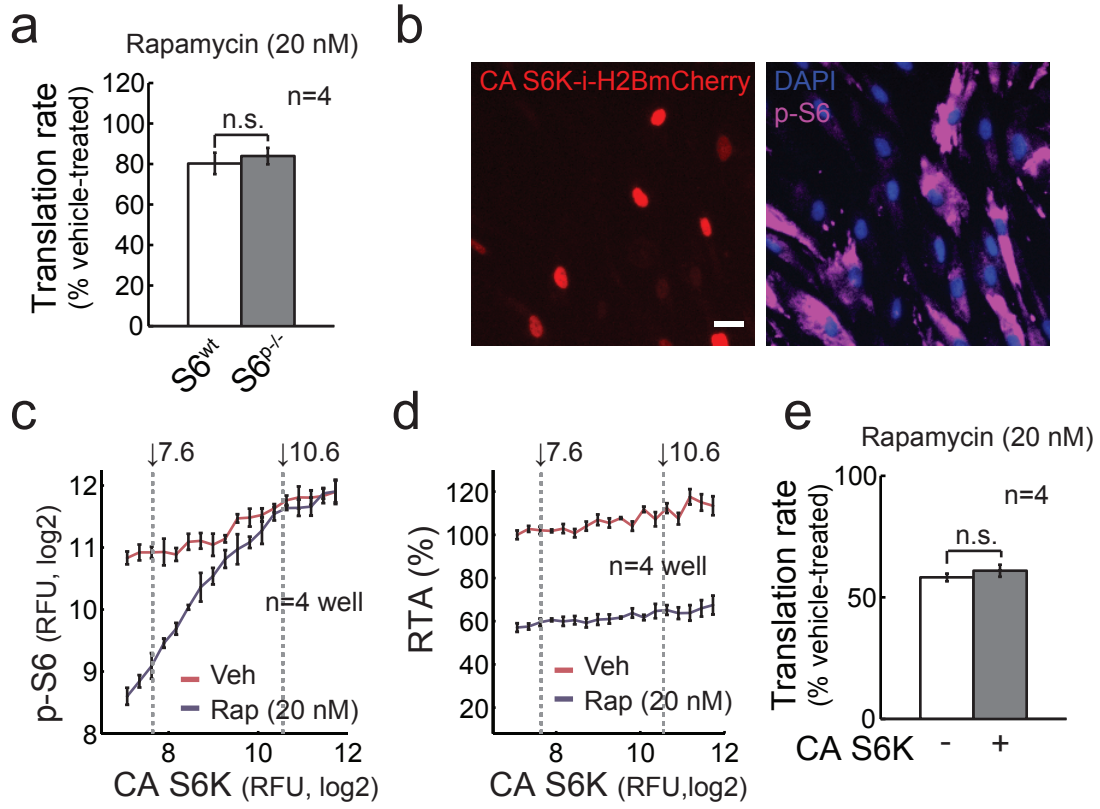 a
Rapamycin (20 nM)
Translation rate
(% vehicle-treated)
120
100
80
60
40
20
0
n=4
n.s.
S6wt
S6p-/-
b
CA S6K-i-H2BmCherry
DAPI
p-S6
c
↓7.6
↓10.6
p-S6 (RFU, log2)
12
11
10
9
8
n=4 well
Veh
Rap (20 nM)
8
10
12
CA S6K (RFU, log2)
d
↓7.6
↓10.6
RTA (%)
120
100
80
60
40
20
n=4 well
Veh
Rap (20 nM)
8
10
12
CA S6K (RFU,log2)
e
Rapamycin (20 nM)
Translation rate
(% vehicle-treated)
100
50
0
n=4
n.s.
CA S6K - +